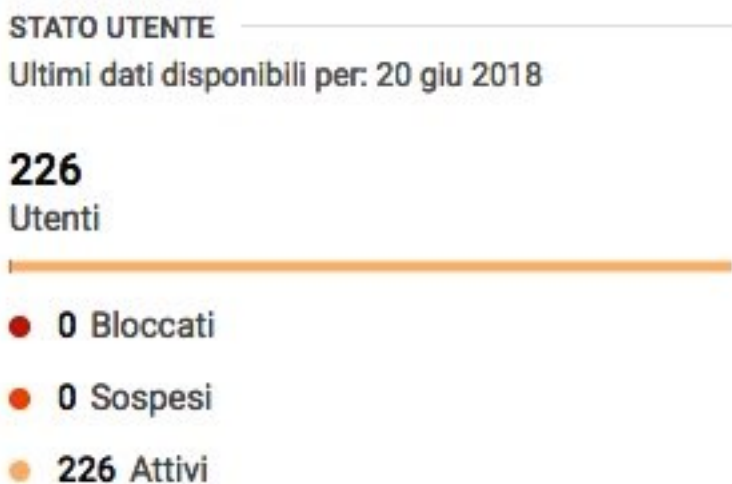 STATO UTENTE
Ultimi dati disponibili per: 20 giu 2018
226
Utenti
0 Bloccati
0 Sospesi
226 Attivi